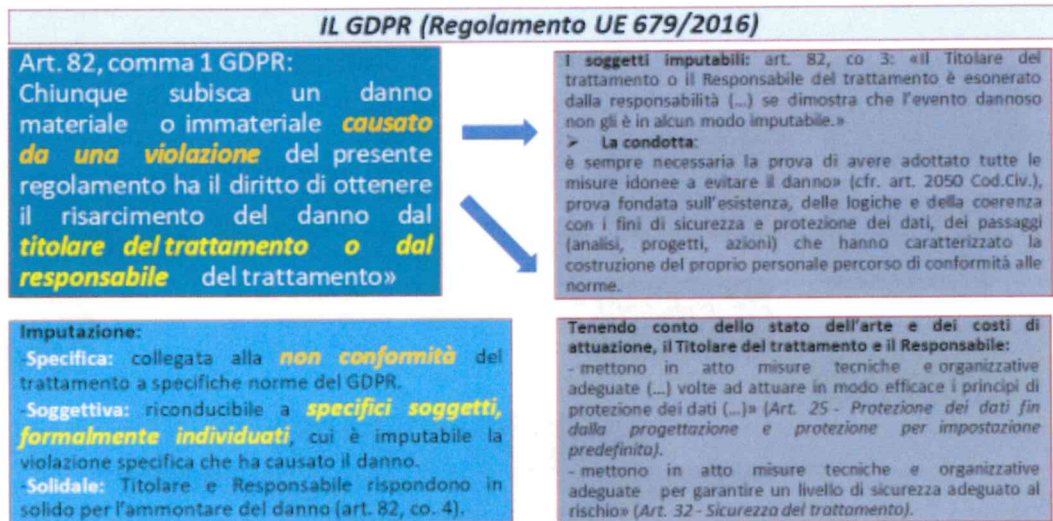 IL GDPR (Regolamento UE 679/2016)
Art. 82, comma 1 GDPR:
Chiunque subisca un danno
materiale o immateriale causato
da una violazione del presente
regolamento ha il diritto di ottenere
il risarcimento del danno dal
titolare del trattamento o dal
responsabile del trattamento»
I soggetti imputabili: art. 82, co 3: «Il Titolare del
trattamento o il Responsabile del trattamento è esonerato
dalla responsabilità (...) se dimostra che l'evento dannoso
non gli è in alcun modo imputabile.»
➢ La condotta:
è sempre necessaria la prova di avere adottato tutte le
misure idonee a evitare il danno» (cfr. art. 2050 Cod.Civ.),
prova fondata sull'esistenza, delle logiche e della coerenza
con i fini di sicurezza e protezione dei dati, dei passaggi
(analisi, progetti, azioni) che hanno caratterizzato la
costruzione del proprio personale percorso di conformità alle
norme.
Imputazione:
-Specifica: collegata alla non conformità del
trattamento a specifiche norme del GDPR.
-Soggettiva: riconducibile a specifici soggetti,
formalmente individuati, cui è imputabile la
violazione specifica che ha causato il danno.
-Solidale: Titolare e Responsabile rispondono in
solido per l'ammontare del danno (art. 82, co. 4).
Tenendo conto dello stato dell'arte e dei costi di
attuazione, il Titolare del trattamento e il Responsabile:
- mettono in atto misure tecniche e organizzative
adeguate (...) volte ad attuare in modo efficace i principi di
protezione dei dati (...)» (Art. 25 - Protezione dei dati fin
dalla progettazione e protezione per impostazione
predefinita).
- mettono in atto misure tecniche e organizzative
adeguate per garantire un livello di sicurezza adeguato al
rischio» (Art. 32 - Sicurezza del trattamento).